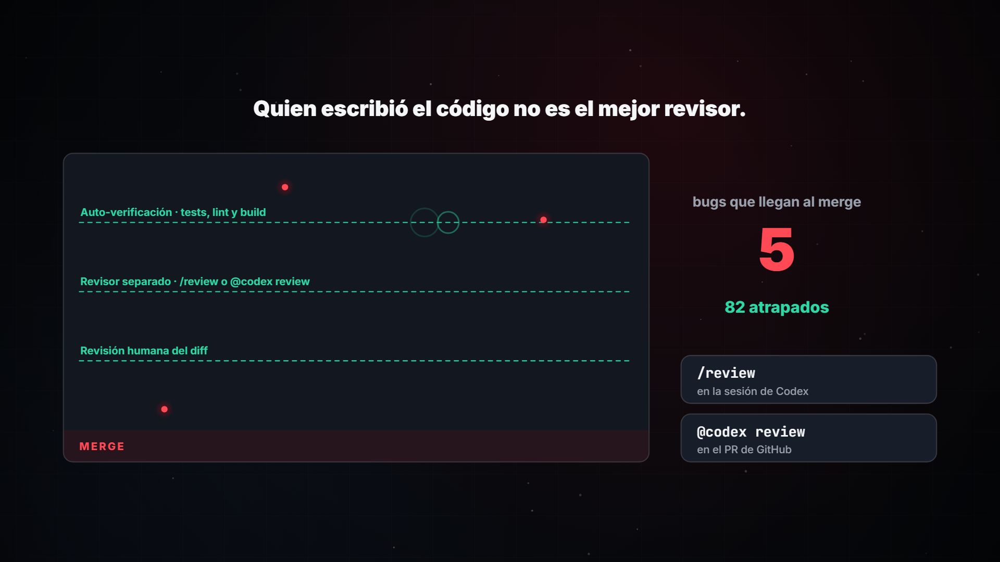 Quien escribió el código no es el mejor revisor.
Auto-verificación · tests, lint y build
Revisor separado · /review o @codex review
Revisión humana del diff
MERGE
bugs que llegan al merge
5
82 atrapados
/review
en la sesión de Codex
@codex review
en el PR de GitHub